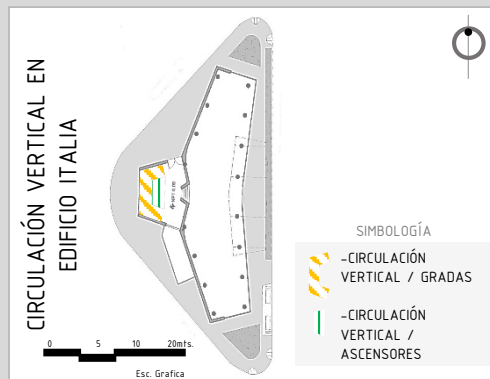 CIRCULACIÓN VERTICAL EN
EDIFICIO ITALIA
SIMBOLOGÍA
-CIRCULACIÓN
VERTICAL / GRADAS
-CIRCULACIÓN
VERTICAL /
ASCENSORES
0 5 10 20mts.
Esc. Grafica